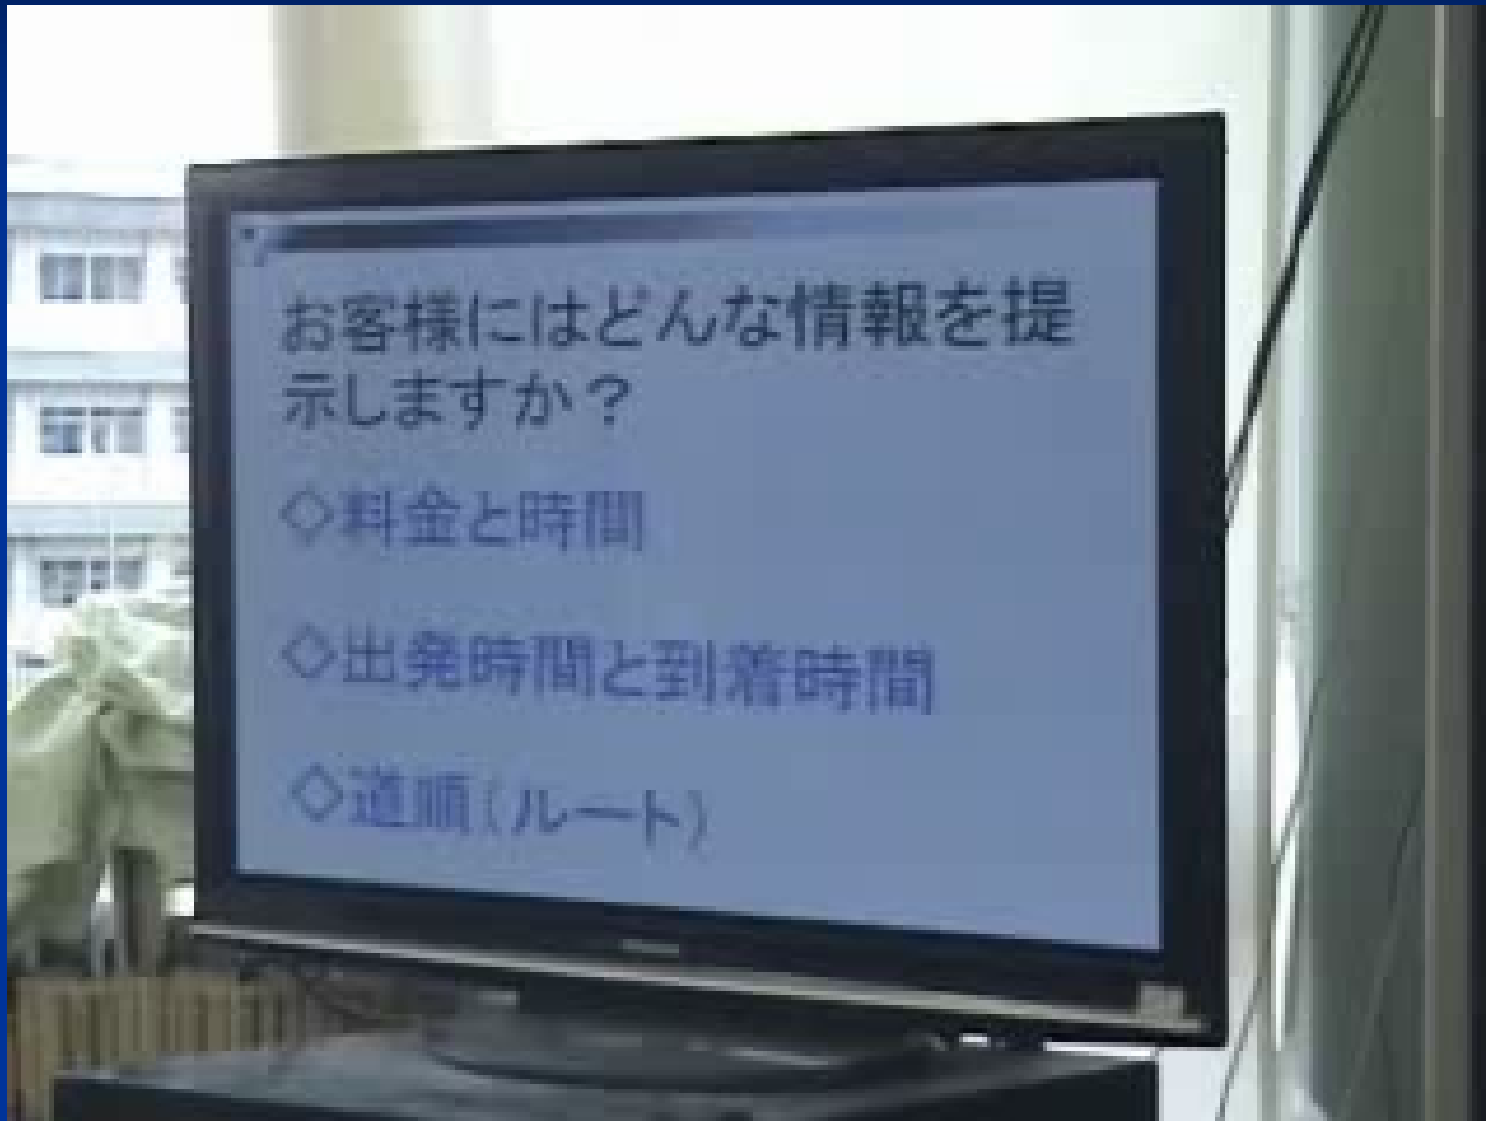 お客様にはどんな情報を提
示しますか？
◇料金と時間
◇出発時間と到着時間
◇道順（ルート）